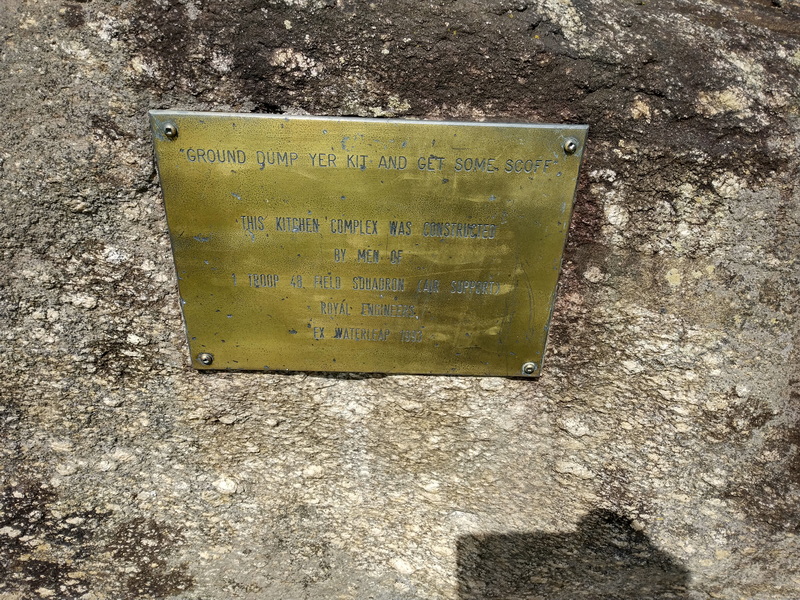 "GROUND DUMP YER KIT AND GET SOME SCOFF"
THIS KITCHEN COMPLEX WAS CONSTRUCTED
BY MEN OF
1 TROOP 48 FIELD SQUADRON (AIR SUPPORT)
ROYAL ENGINEERS
EX WATERLEAP